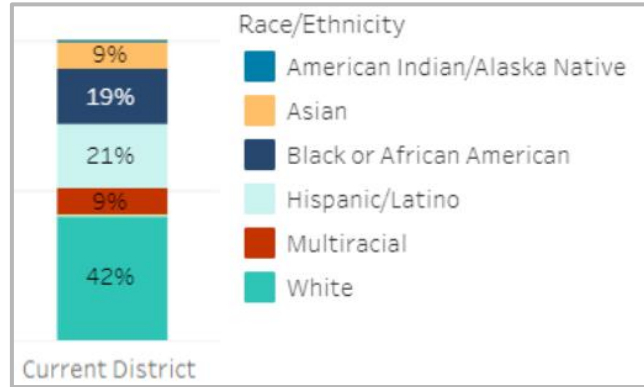 Race/Ethnicity
9%
American Indian/Alaska Native
19%
Asian
Black or African American
21%
Hispanic/Latino
9%
Multiracial
42%
White
Current District